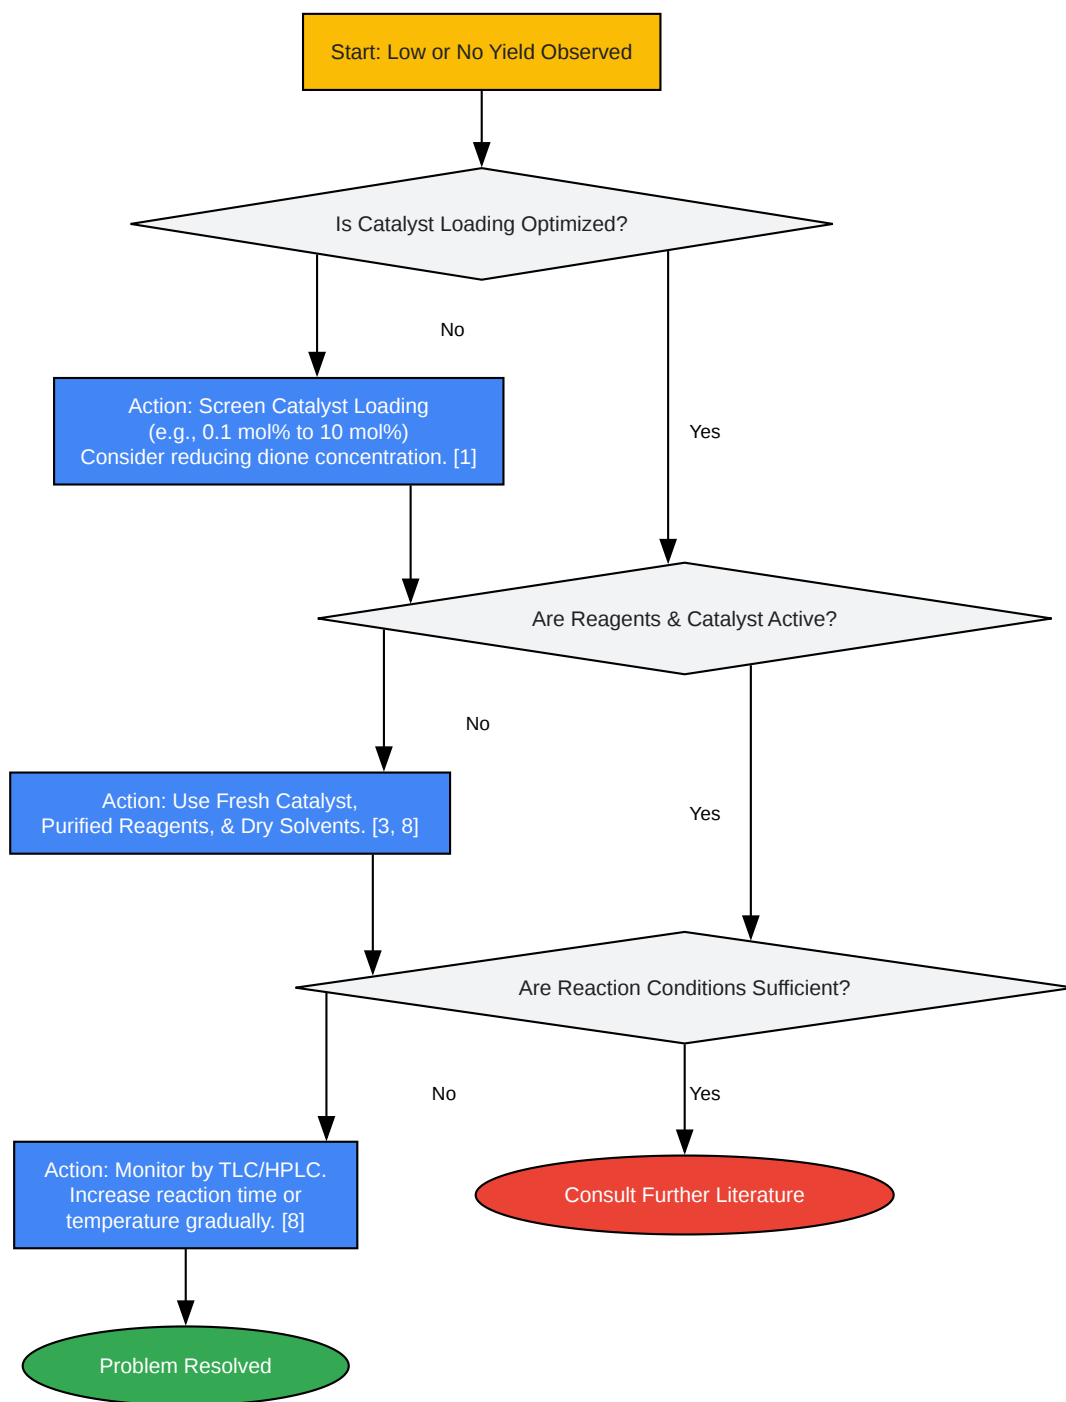 Start: Low or No Yield Observed
Is Catalyst Loading Optimized?
No
Action: Screen Catalyst Loading
(e.g., 0.1 mol% to 10 mol%)
Consider reducing dione concentration. [1]
Yes
Are Reagents & Catalyst Active?
No
Action: Use Fresh Catalyst,
Purified Reagents, & Dry Solvents. [3, 8]
Yes
Are Reaction Conditions Sufficient?
No
Yes
Action: Monitor by TLC/HPLC.
Increase reaction time or
temperature gradually. [8]
Consult Further Literature
Problem Resolved